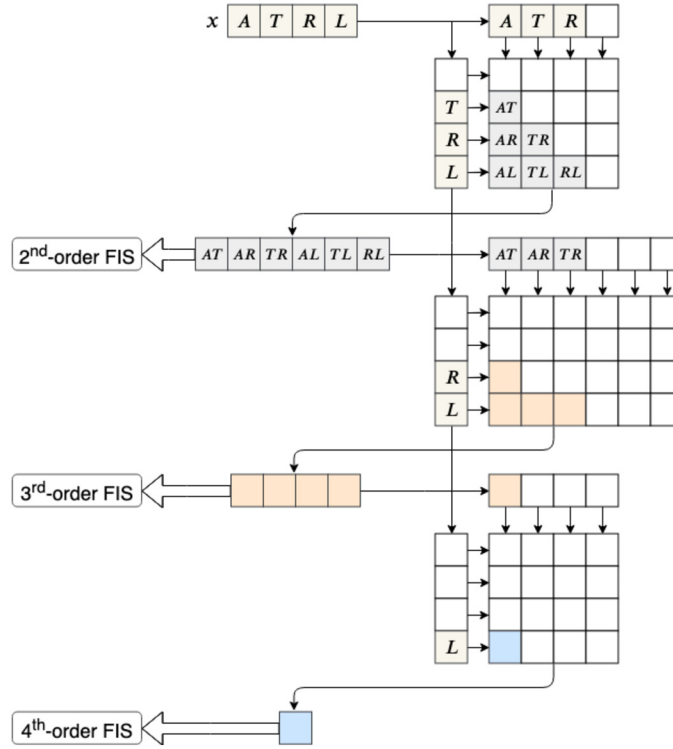 x A T R L A T R
T AT
R AR TR
L AL TL RL
2nd-order FIS AT AR TR AL TL RL AT AR TR
R
L
3rd-order FIS
L
4th-order FIS